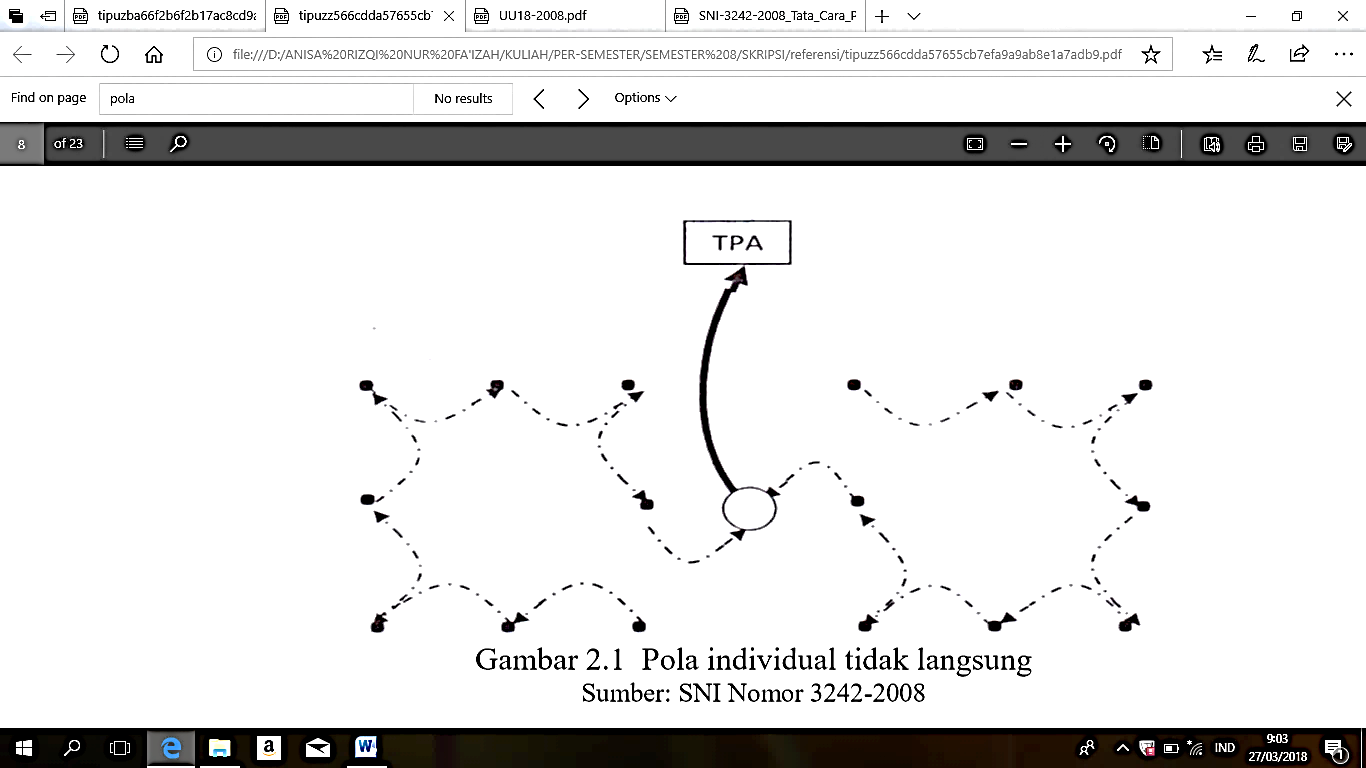 tipuzba66f2b6f2b17ac8cd9a
tipuzz566cdda57655cb7
UU18-2008.pdf
SNI-3242-2008_Tata_Cara_P
file:///D:/ANISA%20RIZQI%20NUR%20FA'IZAH/KULIAH/PER-SEMESTER/SEMESTER%208/SKRIPSI/referensi/tipuzz566cdda57655cb7efa9a9ab8e1a7adb9.pdf
Find on page
pola
No results
Options
8
of 23
TPA
Gambar 2.1 Pola individual tidak langsung
Sumber: SNI Nomor 3242-2008
IND
9:03
27/03/2018